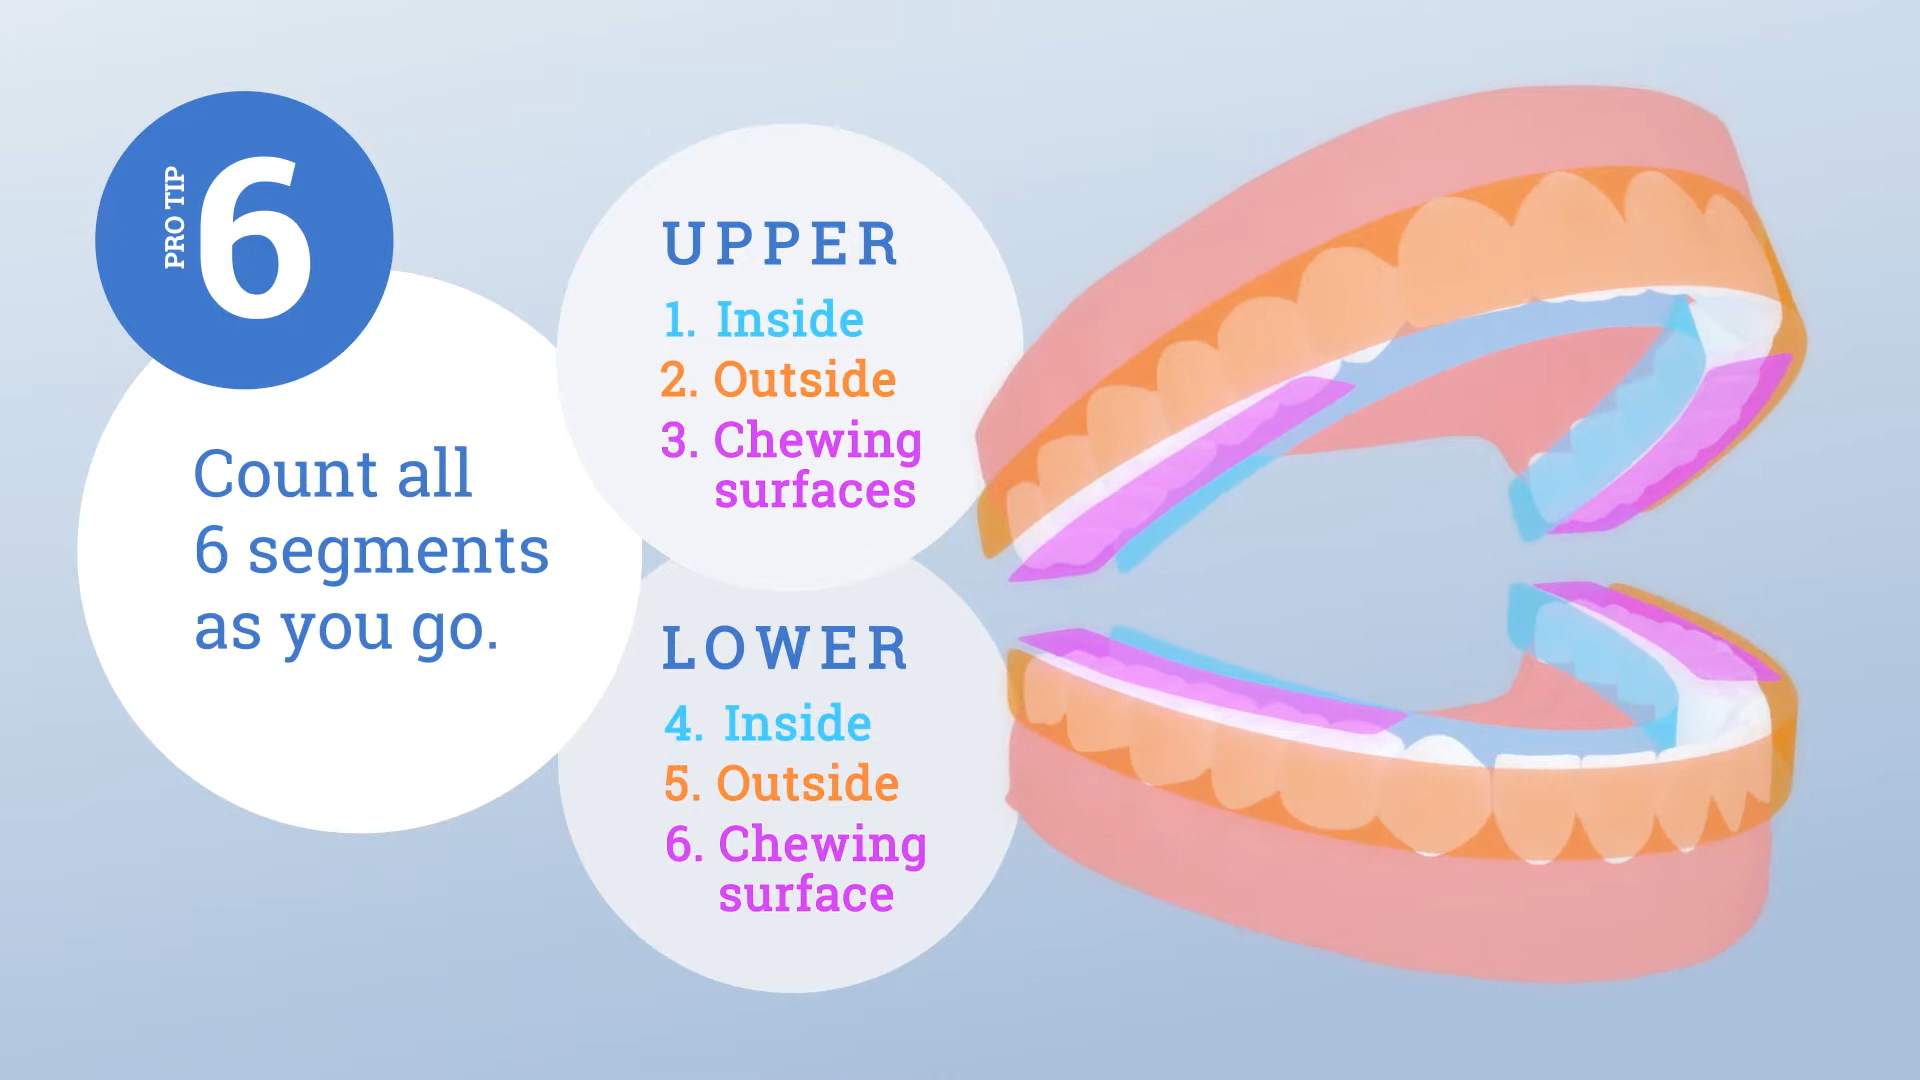 PRO TIP
6
Count all
6 segments
as you go.
UPPER
1. Inside
2. Outside
3. Chewing
surfaces
LOWER
4. Inside
5. Outside
6. Chewing
surface